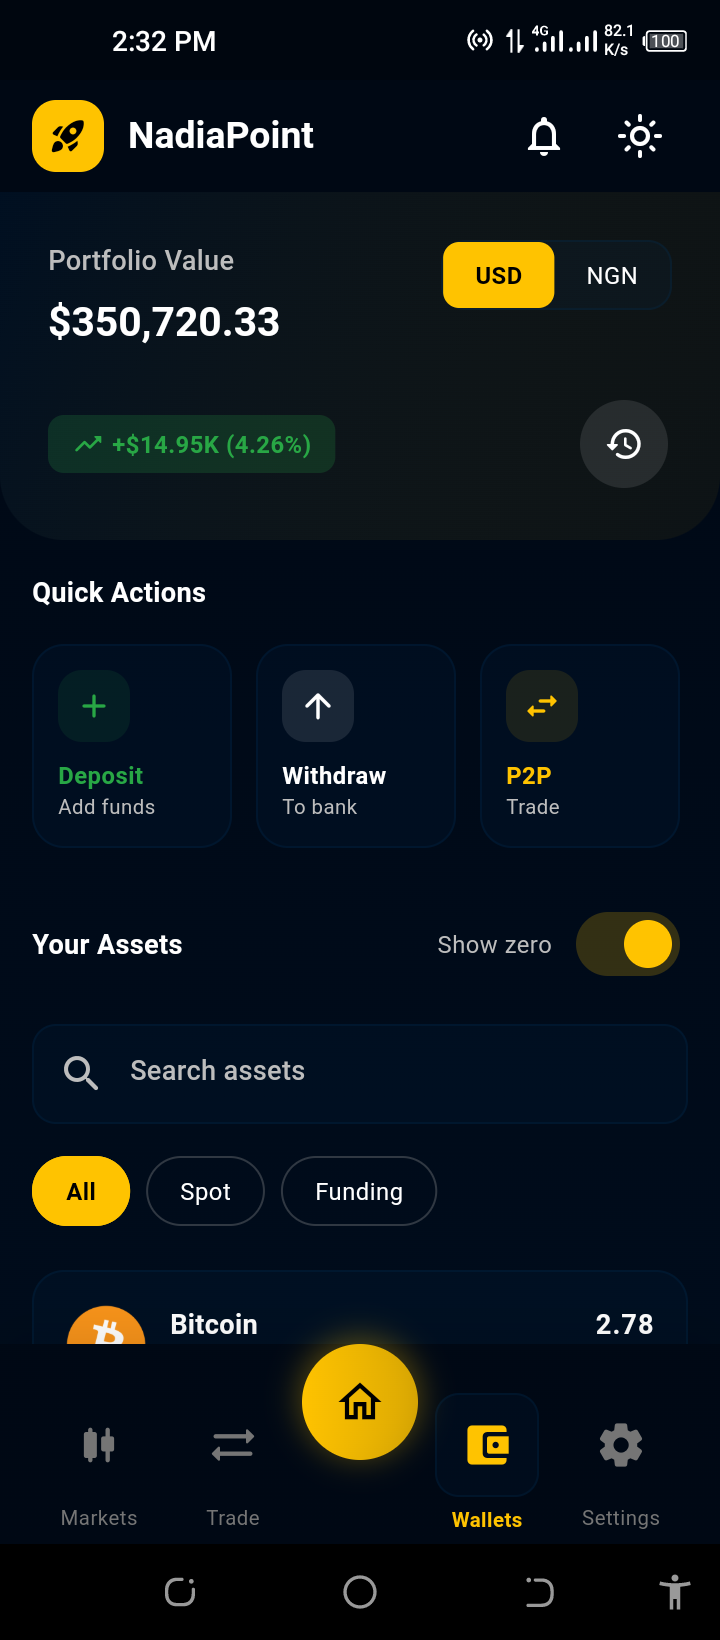 2:32 PM
4G
82.1
K/s
100
NadiaPoint
Portfolio Value
USD
NGN
$350,720.33
+$14.95K (4.26%)
Quick Actions
Deposit
Add funds
Withdraw
To bank
P2P
Trade
Your Assets
Show zero
Search assets
All
Spot
Funding
Bitcoin
2.78
Markets
Trade
Wallets
Settings